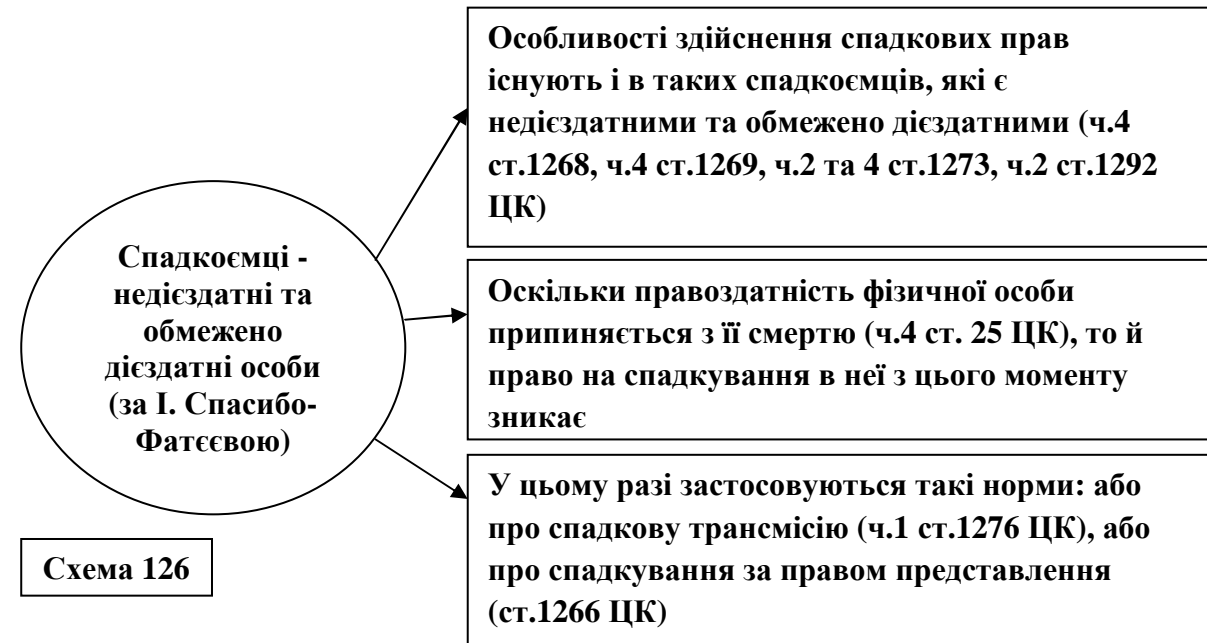 Особливості здійснення спадкових прав
існують і в таких спадкоємців, які є
недієздатними та обмежено дієздатними (ч.4
ст.1268, ч.4 ст.1269, ч.2 та 4 ст.1273, ч.2 ст.1292
ЦК)
Спадкоємці -
недієздатні та
обмежено
дієздатні особи
(за І. Спасибо-
Фатєєвою)
Оскільки правоздатність фізичної особи
припиняється з її смертю (ч.4 ст. 25 ЦК), то й
право на спадкування в неї з цього моменту
зникає
У цьому разі застосовуються такі норми: або
про спадкову трансмісію (ч.1 ст.1276 ЦК), або
про спадкування за правом представлення
(ст.1266 ЦК)
Схема 126